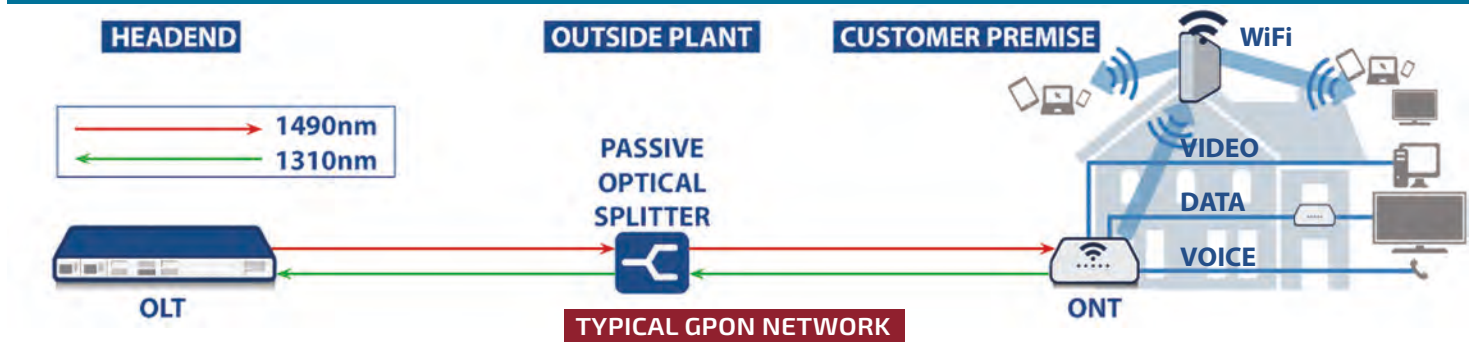 HEADEND
OUTSIDE PLANT
CUSTOMER PREMISE
WiFi
1490nm
1310nm
PASSIVE
OPTICAL
SPLITTER
VIDEO
DATA
VOICE
OLT
ONT
TYPICAL GPON NETWORK